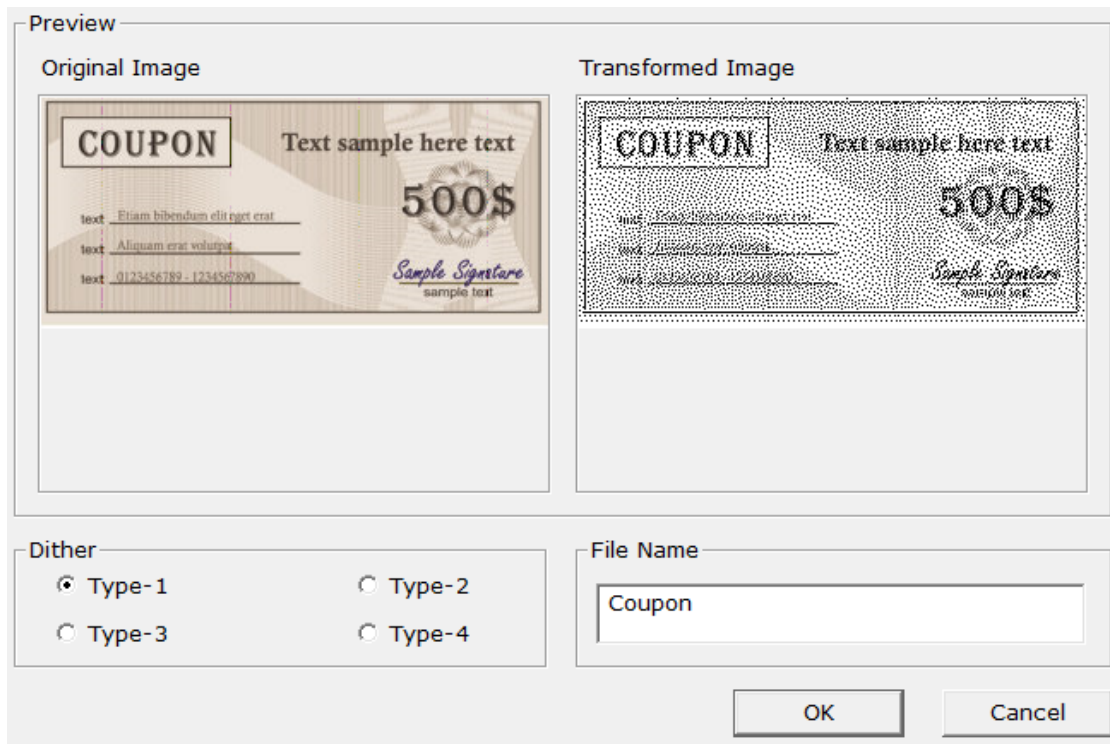 Preview
Original Image
COUPON
Text sample here text
500$
text Etiam bibendum elit eget erat
text Aliquam erat volutpat
text 0123456789 - 1234567890
Sample Signature
sample text
Transformed Image
COUPON
Text sample here text
500$
Sample Signature
sample text
Dither
Type-1
Type-2
Type-3
Type-4
File Name
Coupon
OK
Cancel